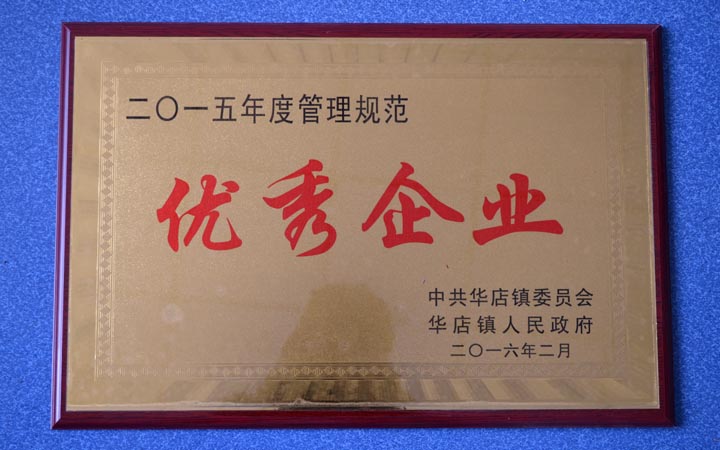 二〇一五年度管理规范
优秀企业
中共华店镇委员会
华店镇人民政府
二〇一六年二月